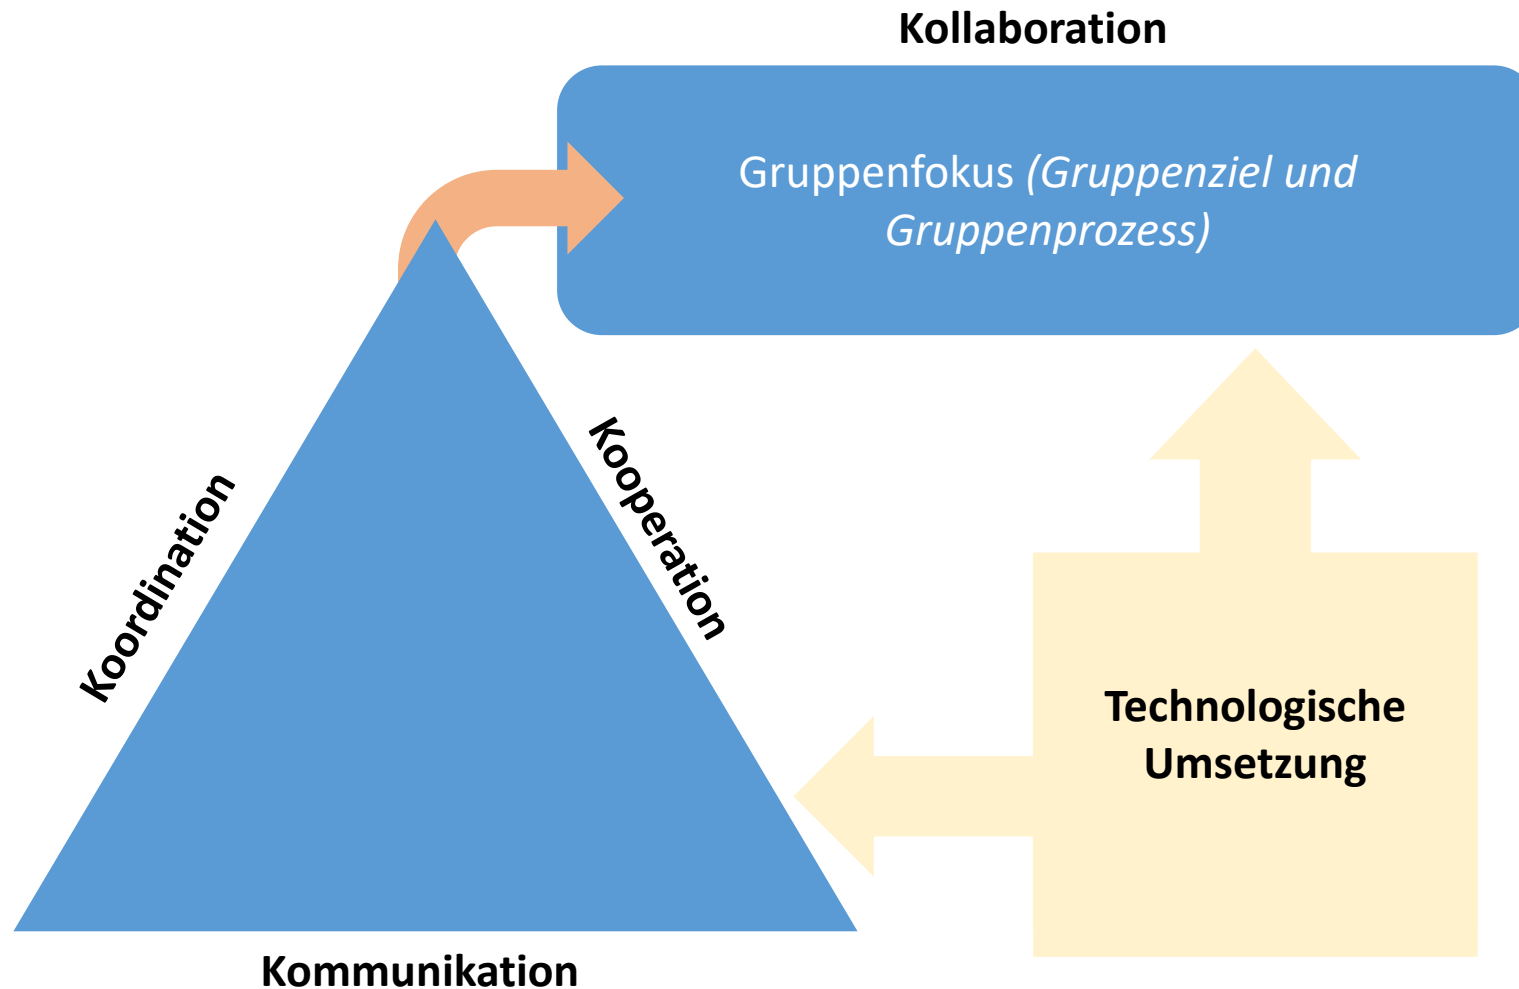 Kollaboration
Gruppenfokus (Gruppenziel und
Gruppenprozess)
Koordination
Kooperation
Technologische
Umsetzung
Kommunikation